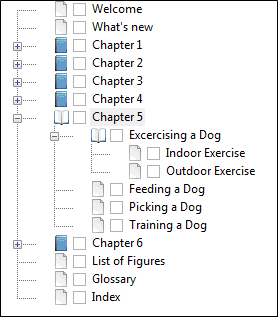 Welcome
What's new
Chapter 1
Chapter 2
Chapter 3
Chapter 4
Chapter 5
Excercising a Dog
Indoor Exercise
Outdoor Exercise
Feeding a Dog
Picking a Dog
Training a Dog
Chapter 6
List of Figures
Glossary
Index